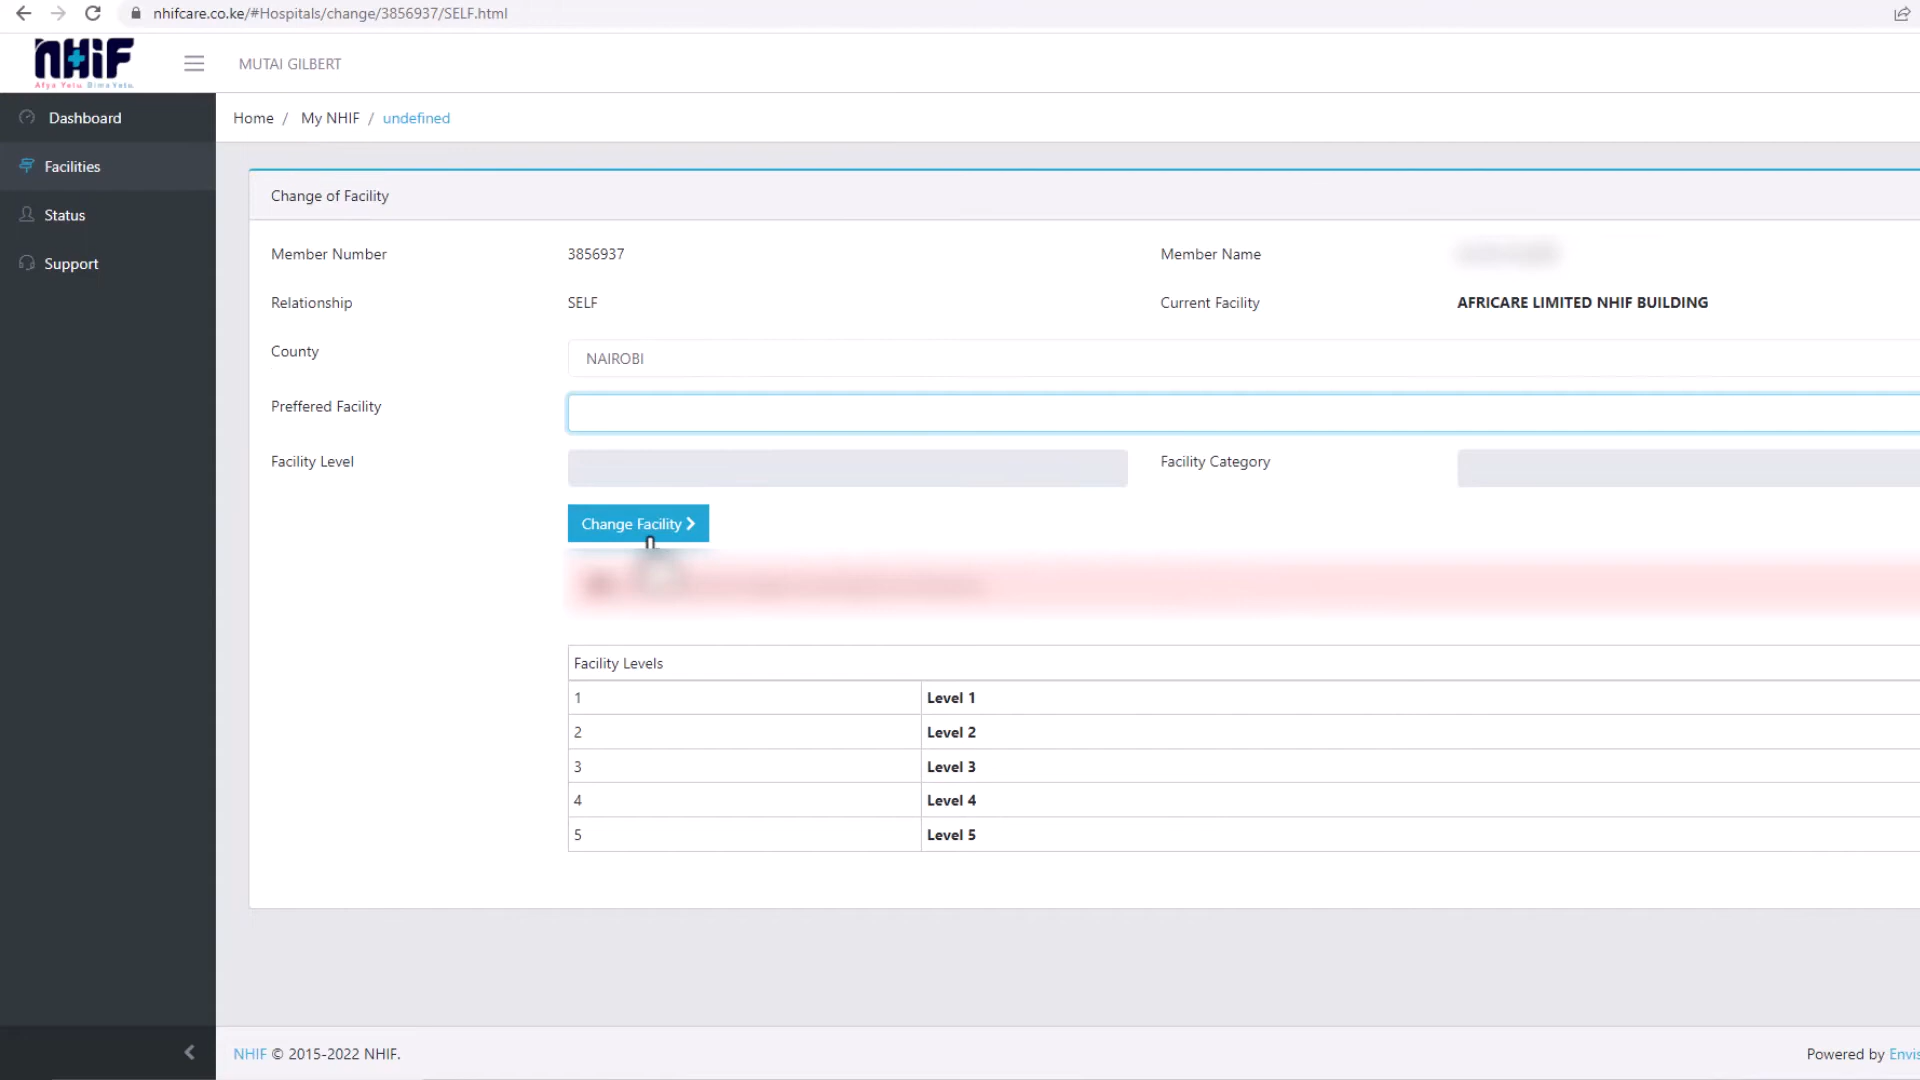 nhifcare.co.ke/#Hospitals/change/3856937/SELF.html
nHiF
Afya Yetu. Bima Yetu.
MUTAI GILBERT
Dashboard
Facilities
Status
Support
Home / My NHIF / undefined
Change of Facility
Member Number 3856937 Member Name
Relationship SELF Current Facility AFRICARE LIMITED NHIF BUILDING
County NAIROBI
Preffered Facility
Facility Level Facility Category
Change Facility
Facility Levels
1 Level 1
2 Level 2
3 Level 3
4 Level 4
5 Level 5
NHIF © 2015-2022 NHIF. Powered by Envis